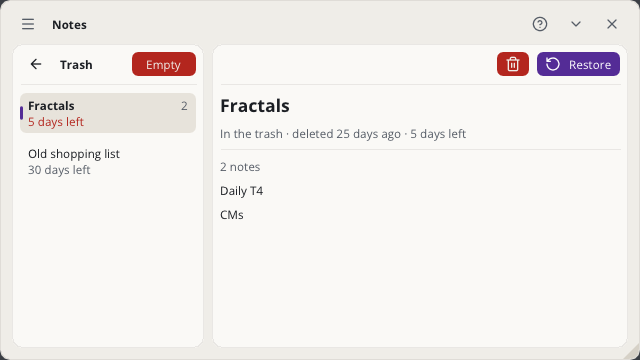 Notes
Trash
Empty
Fractals 2
5 days left
Old shopping list
30 days left
Restore
Fractals
In the trash · deleted 25 days ago · 5 days left
2 notes
Daily T4
CMs